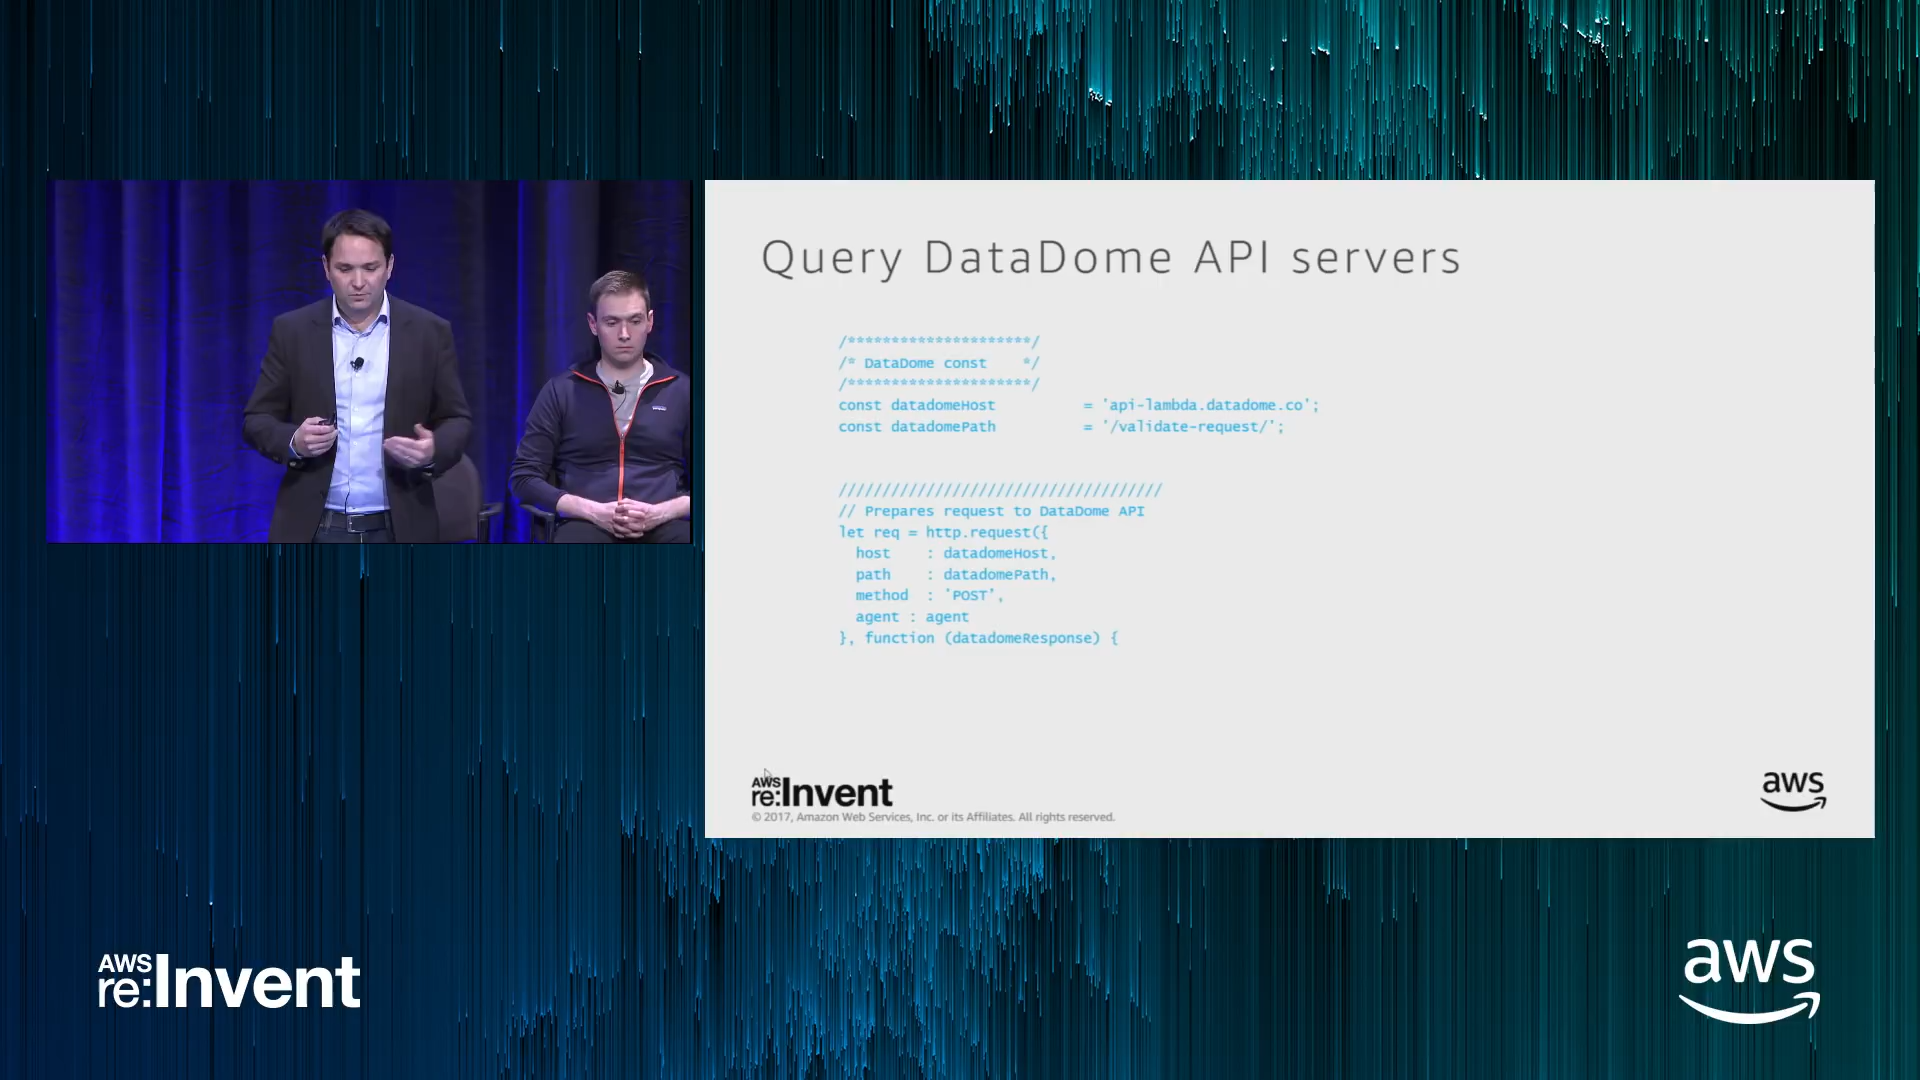 Query DataDome API servers
/*********************/
/* DataDome const    */
/*********************/
const datadomeHost          = 'api-lambda.datadome.co';
const datadomePath          = '/validate-request/';
/////////////////////////////////////
// Prepares request to DataDome API
let req = http.request({
  host    : datadomeHost,
  path    : datadomePath,
  method  : 'POST',
  agent : agent
}, function (datadomeResponse) {
AWS
re:Invent
aws
© 2017, Amazon Web Services, Inc. or its Affiliates. All rights reserved.
AWS
re:Invent
aws